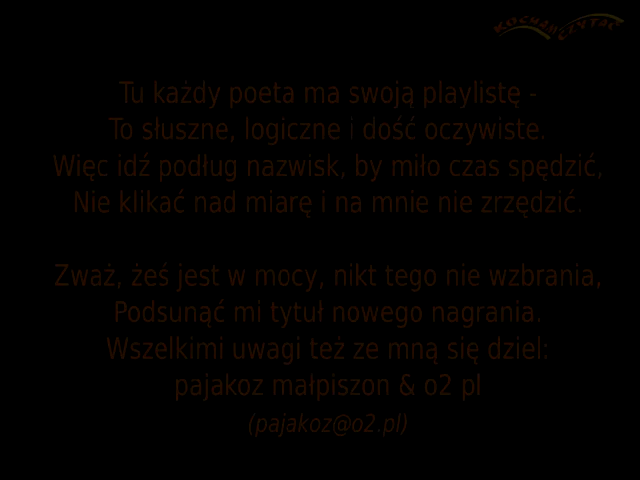 KOCHAM CZYTAĆ
Tu każdy poeta ma swoją playlistę -
To słuszne, logiczne i dość oczywiste.
Więc idź podług nazwisk, by miło czas spędzić,
Nie klikać nad miarę i na mnie nie zrzędzić.
Zważ, żeś jest w mocy, nikt tego nie wzbrania,
Podsunąć mi tytuł nowego nagrania.
Wszelkimi uwagi też ze mną się dziel:
pajakoz małpiszon & o2 pl
(pajakoz@o2.pl)